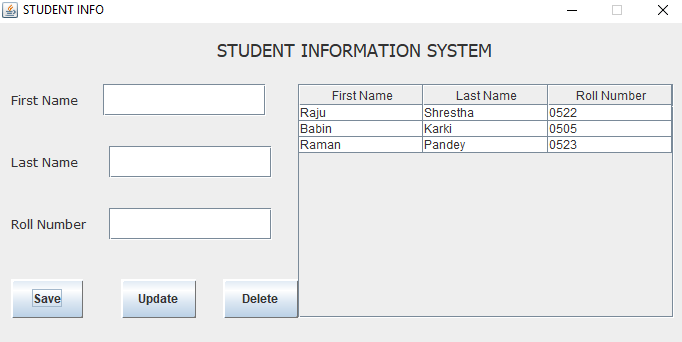 STUDENT INFO
STUDENT INFORMATION SYSTEM
First Name
Last Name
Roll Number
Save Update Delete
First Name Last Name Roll Number
Raju Shrestha 0522
Babin Karki 0505
Raman Pandey 0523